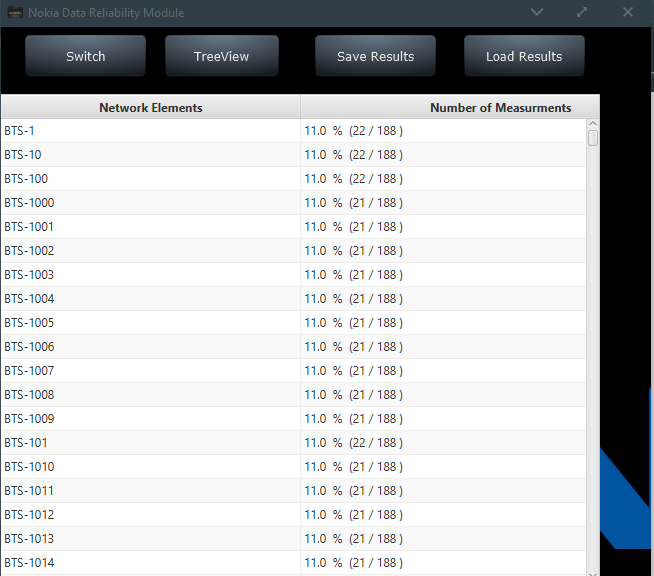 Nokia Data Reliability Module
Switch TreeView Save Results Load Results
Network Elements Number of Measurments
BTS-1 11.0 % (22 / 188 )
BTS-10 11.0 % (22 / 188 )
BTS-100 11.0 % (22 / 188 )
BTS-1000 11.0 % (21 / 188 )
BTS-1001 11.0 % (21 / 188 )
BTS-1002 11.0 % (21 / 188 )
BTS-1003 11.0 % (21 / 188 )
BTS-1004 11.0 % (21 / 188 )
BTS-1005 11.0 % (21 / 188 )
BTS-1006 11.0 % (21 / 188 )
BTS-1007 11.0 % (21 / 188 )
BTS-1008 11.0 % (21 / 188 )
BTS-1009 11.0 % (21 / 188 )
BTS-101 11.0 % (22 / 188 )
BTS-1010 11.0 % (21 / 188 )
BTS-1011 11.0 % (21 / 188 )
BTS-1012 11.0 % (21 / 188 )
BTS-1013 11.0 % (21 / 188 )
BTS-1014 11.0 % (21 / 188 )